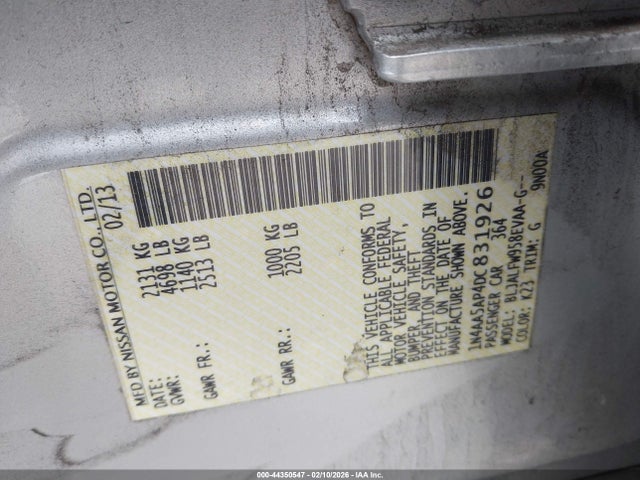 MFD BY NISSAN MOTOR CO., LTD.
DATE: 02/13
GVWR: 2131 KG
4698 LB
GAWR FR.: 1140 KG
2513 LB
GAWR RR.: 1000 KG
2205 LB
THIS VEHICLE CONFORMS TO
ALL APPLICABLE FEDERAL
MOTOR VEHICLE SAFETY,
BUMPER, AND THEFT
PREVENTION STANDARDS IN
EFFECT ON THE DATE OF
MANUFACTURE SHOWN ABOVE.
1N4AA5AP4DC831926
PASSENGER CAR 364
MODEL: BLJALFW958EVAA-G--
COLOR: K23 TRIM: G 9N00A
000-44350547 - 02/10/2026 - IAA Inc.